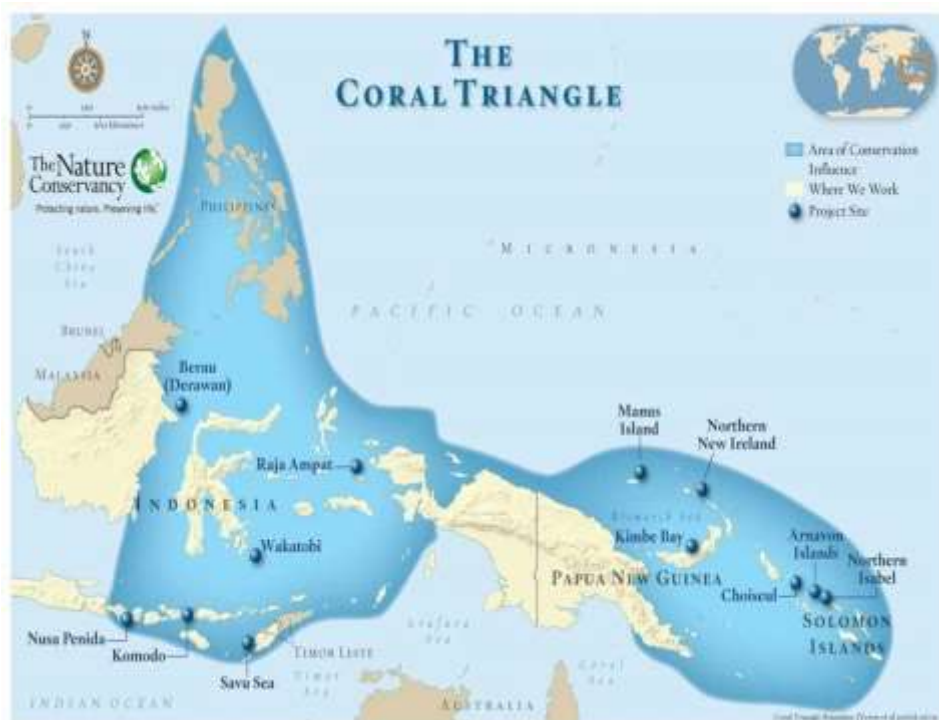 THE
CORAL TRIANGLE
N
The Nature
Conservancy
Protecting nature. Preserving life.™
Area of Conservation
Influence
Where We Work
Project Site
PHILIPPINES
South
China
Sea
MICRONESIA
PACIFIC OCEAN
BRUNEI
MALAYSIA
Berau
(Derawan)
Manus
Island
Northern
New Ireland
Raja Ampat
INDONESIA
Bismarck Sea
Kimbe Bay
Arnavon
Islands
Northern
Isabel
Wakatobi
PAPUA NEW GUINEA
Choiseul
SOLOMON
ISLANDS
Nusa Penida
Komodo
Savu Sea
TIMOR LESTE
Timor
Sea
Arafura
Sea
Coral
Sea
INDIAN OCEAN
AUSTRALIA